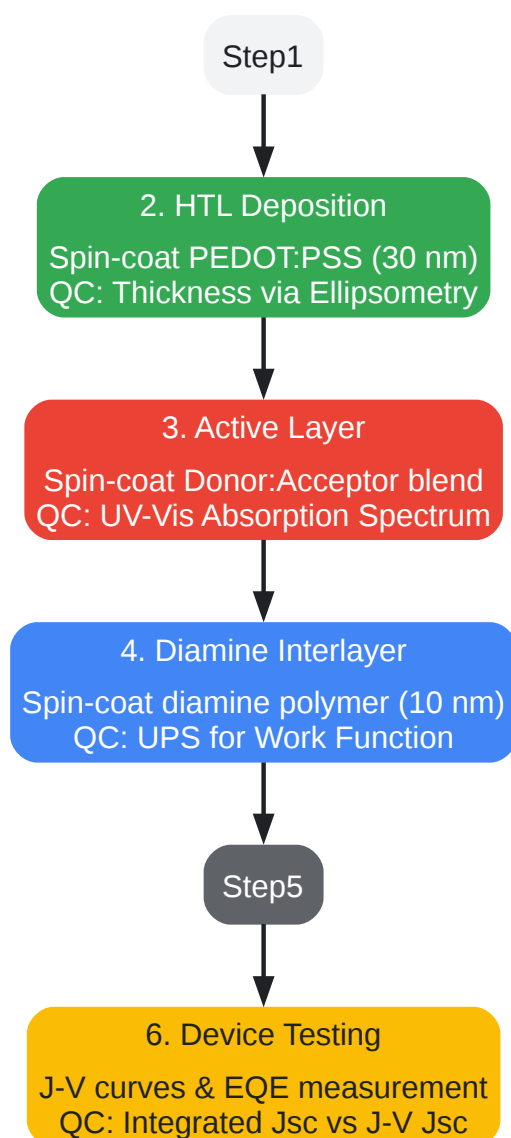 Step1
2. HTL Deposition
Spin-coat PEDOT:PSS (30 nm)
QC: Thickness via Ellipsometry
3. Active Layer
Spin-coat Donor:Acceptor blend
QC: UV-Vis Absorption Spectrum
4. Diamine Interlayer
Spin-coat diamine polymer (10 nm)
QC: UPS for Work Function
Step5
6. Device Testing
J-V curves & EQE measurement
QC: Integrated Jsc vs J-V Jsc